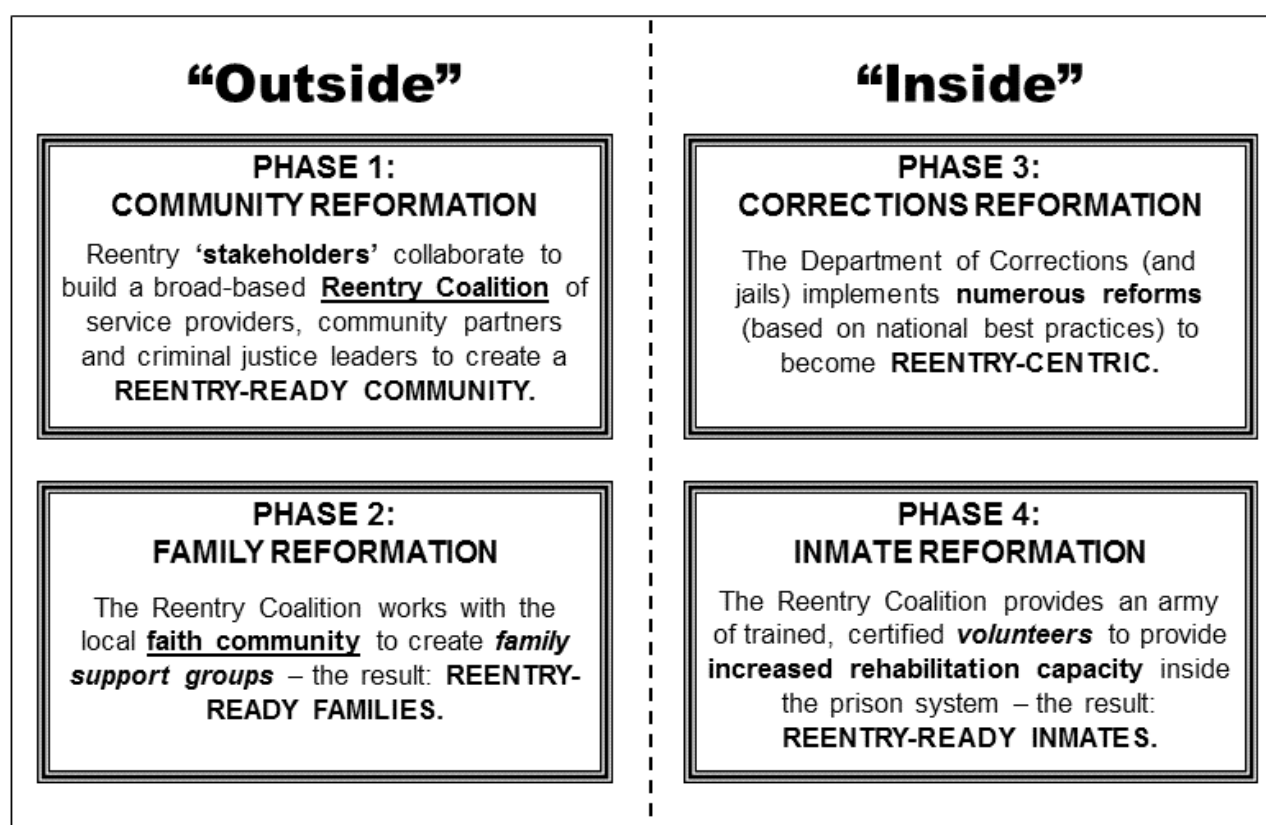 “Outside”
PHASE 1:
COMMUNITY REFORMATION
Reentry ‘stakeholders’ collaborate to
build a broad-based Reentry Coalition of
service providers, community partners
and criminal justice leaders to create a
REENTRY-READY COMMUNITY.
PHASE 2:
FAMILY REFORMATION
The Reentry Coalition works with the
local faith community to create family
support groups – the result: REENTRY-
READY FAMILIES.
“Inside”
PHASE 3:
CORRECTIONS REFORMATION
The Department of Corrections (and
jails) implements numerous reforms
(based on national best practices) to
become REENTRY-CENTRIC.
PHASE 4:
INMATE REFORMATION
The Reentry Coalition provides an army
of trained, certified volunteers to provide
increased rehabilitation capacity inside
the prison system – the result:
REENTRY-READY INMATES.